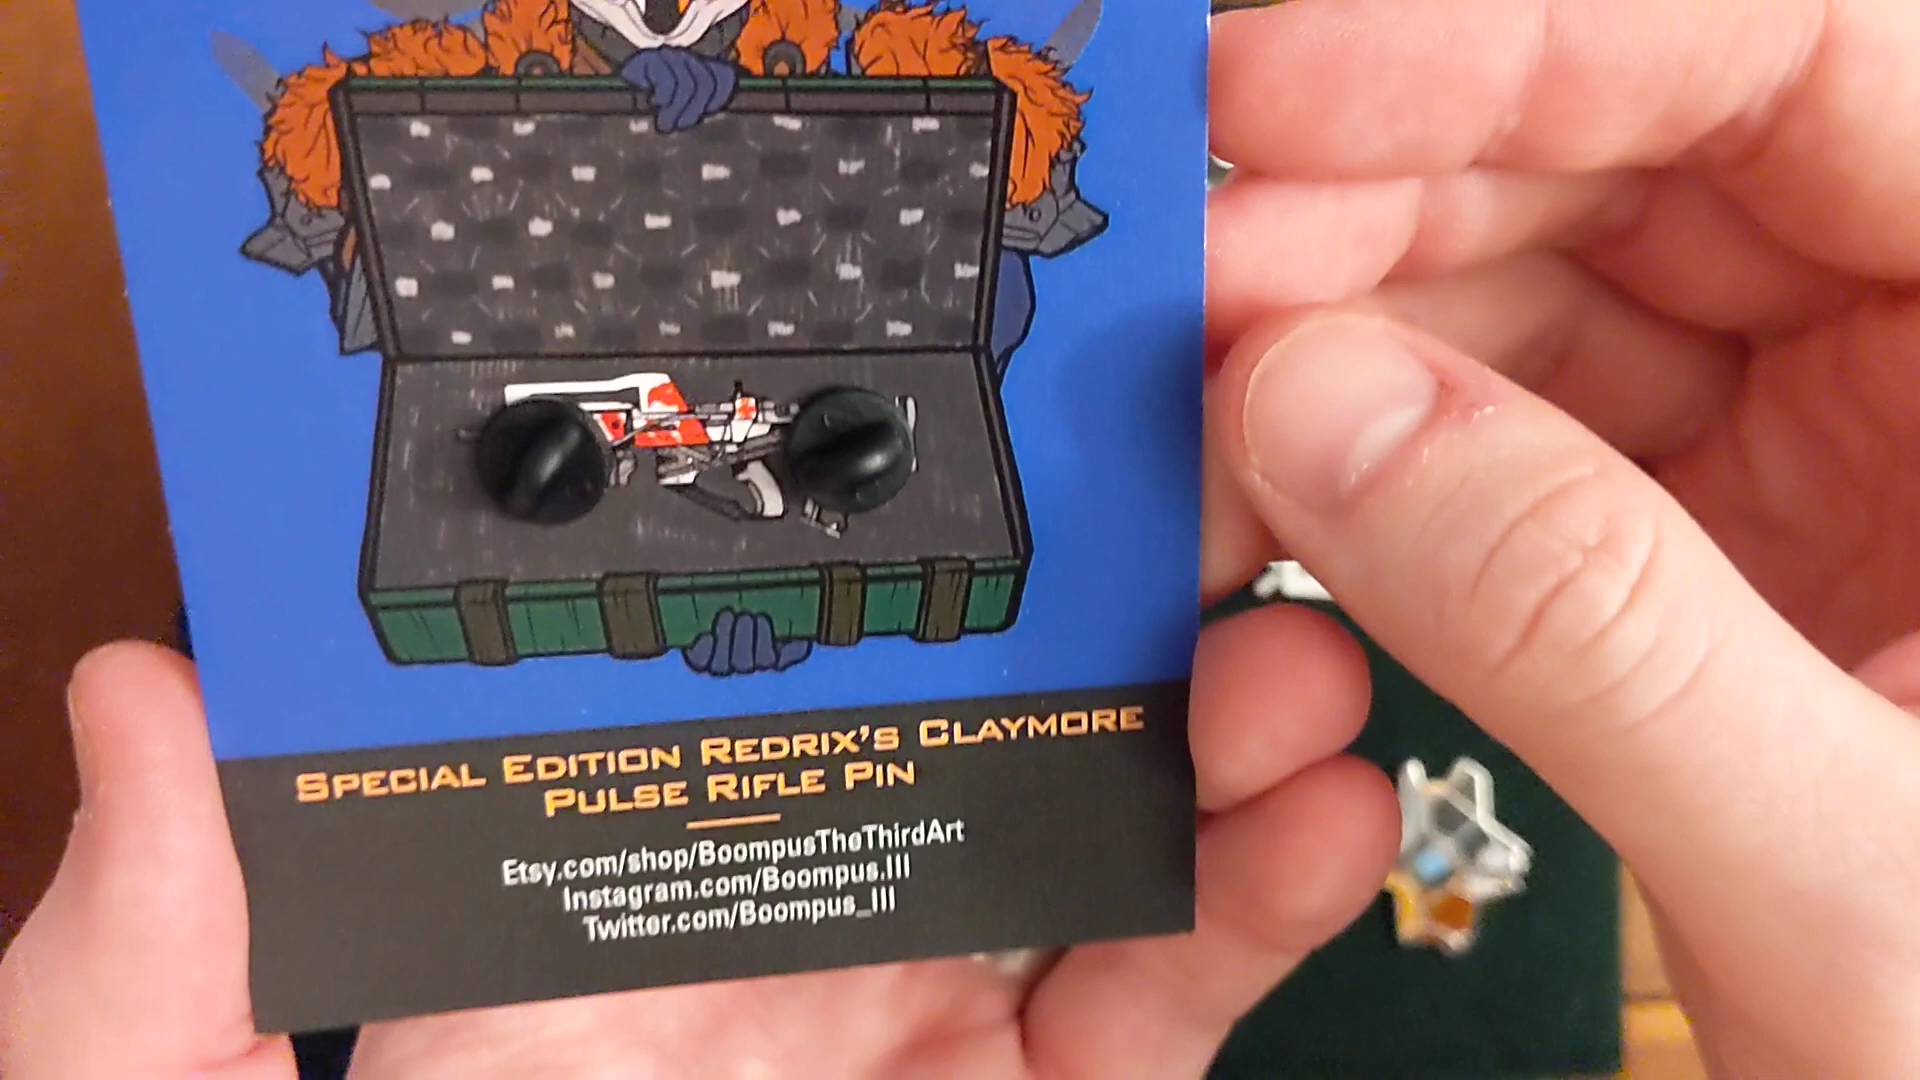 Special Edition Redrix's Claymore
Pulse Rifle Pin
Etsy.com/shop/BoompusTheThirdArt
Instagram.com/Boompus.III
Twitter.com/Boompus_III